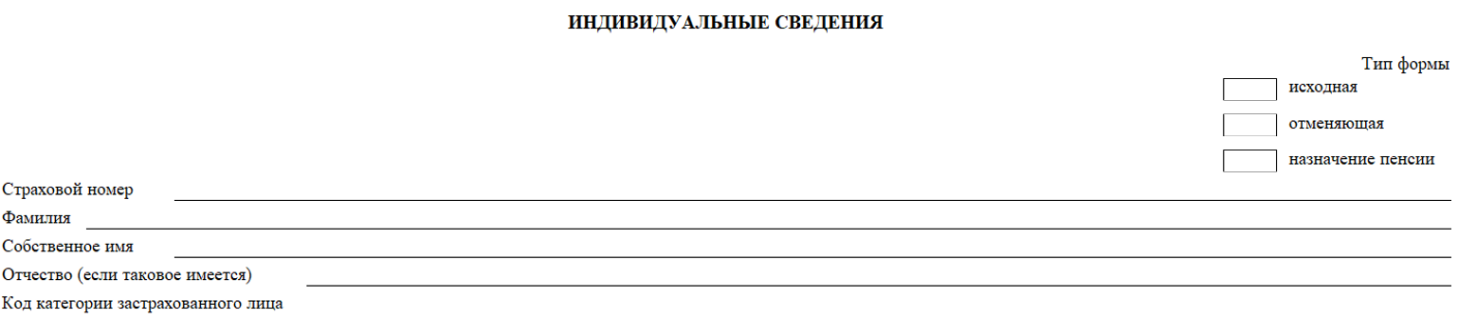 ИНДИВИДУАЛЬНЫЕ СВЕДЕНИЯ
Тип формы
исходная
отменяющая
назначение пенсии
Страховой номер
Фамилия
Собственное имя
Отчество (если таковое имеется)
Код категории застрахованного лица